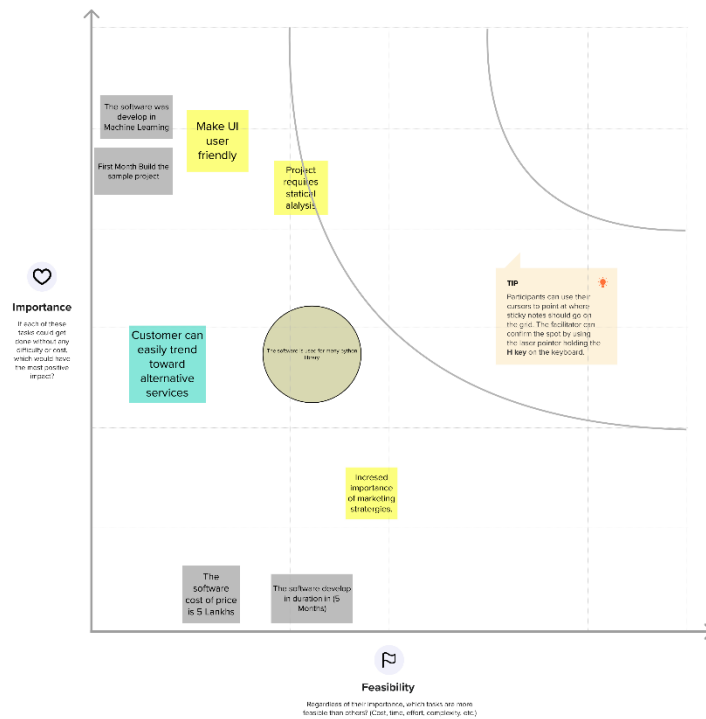 The software was
develop in
Machine Learning
First Month Build the
sample project
Make UI
user
friendly
Project
requires
statical
alalysis
TIP
Participants can use their
cursors to point at where
sticky notes should go on
the grid. The facilitator can
confirm the spot by using
the laser pointer holding the
H key on the keyboard.
Importance
If each of these
tasks could get
done without any
difficulty or cost,
which would have
the most positive
impact?
Customer can
easily trend
toward
alternative
services
The software is used for many python
library
Incresed
importance
of marketing
stratergies.
The
software
cost of price
is 5 Lankhs
The software develop
in duration in (5
Months)
Feasibility
Regardless of their importance, which tasks are more
feasible than others? (Cost, time, effort, complexity, etc.)